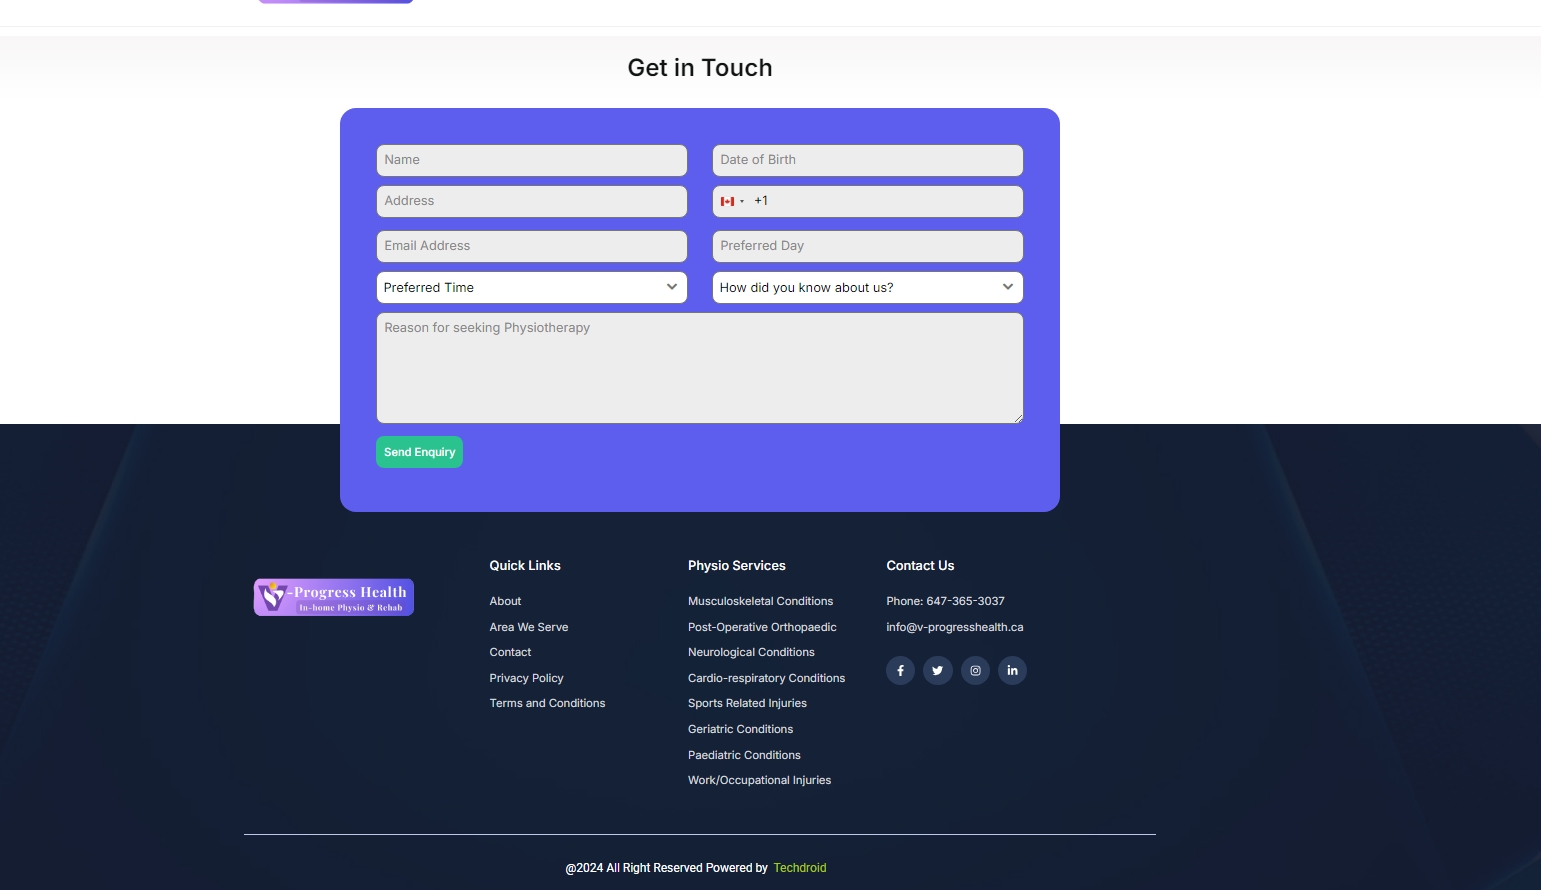 Get in Touch
Name
Date of Birth
Address
+1
Email Address
Preferred Day
Preferred Time
How did you know about us?
Reason for seeking Physiotherapy
Send Enquiry
V-Progress Health
In-home Physio & Rehab
Quick Links
About
Area We Serve
Contact
Privacy Policy
Terms and Conditions
Physio Services
Musculoskeletal Conditions
Post-Operative Orthopaedic
Neurological Conditions
Cardio-respiratory Conditions
Sports Related Injuries
Geriatric Conditions
Paediatric Conditions
Work/Occupational Injuries
Contact Us
Phone: 647-365-3037
info@v-progresshealth.ca
@2024 All Right Reserved Powered by Techdroid